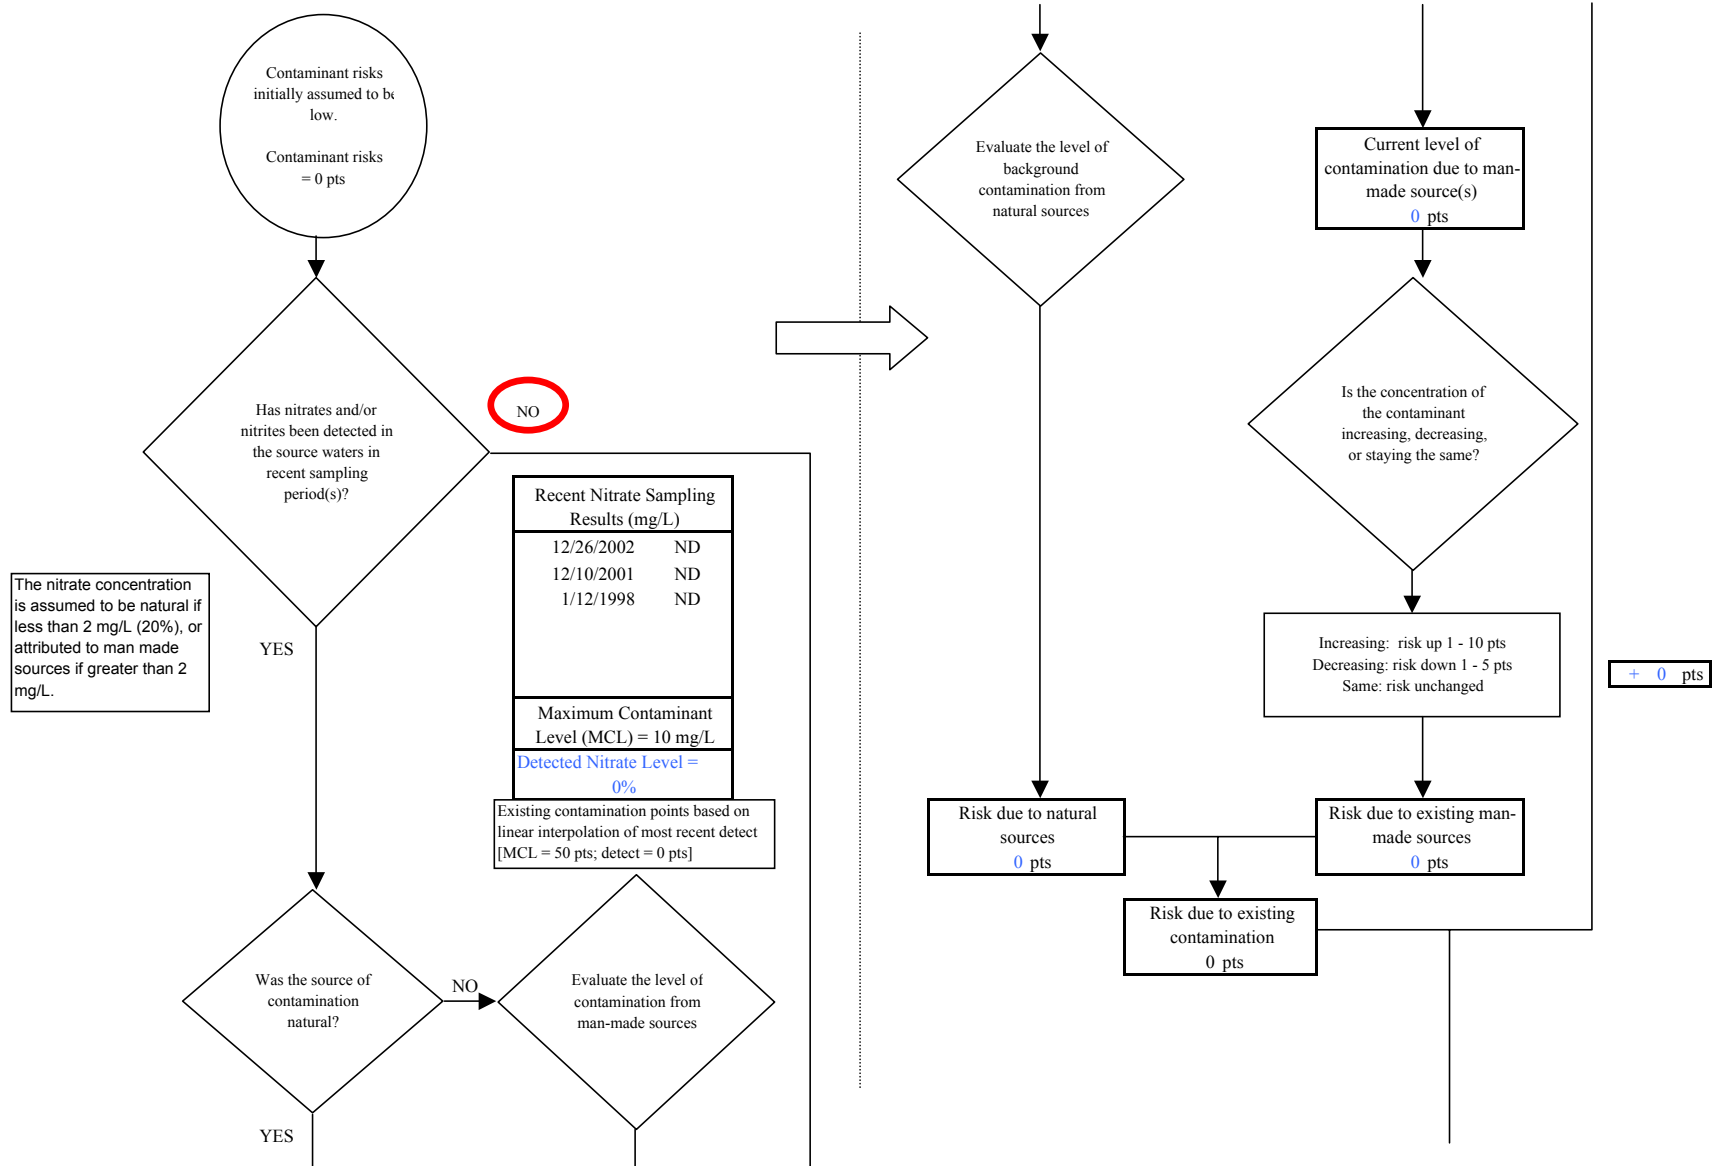 Contaminant risks
initially assumed to be
low.
Contaminant risks
= 0 pts
Has nitrates and/or
nitrites been detected in
the source waters in
recent sampling
period(s)?
NO
Recent Nitrate Sampling
Results (mg/L)
12/26/2002 ND
12/10/2001 ND
1/12/1998 ND
Maximum Contaminant
Level (MCL) = 10 mg/L
Detected Nitrate Level =
0%
Existing contamination points based on
linear interpolation of most recent detect
[MCL = 50 pts; detect = 0 pts]
The nitrate concentration
is assumed to be natural if
less than 2 mg/L (20%), or
attributed to man made
sources if greater than 2
mg/L.
YES
Was the source of
contamination
natural?
NO
Evaluate the level of
contamination from
man-made sources
YES
Evaluate the level of
background
contamination from
natural sources
Current level of
contamination due to man-
made source(s)
0 pts
Is the concentration of
the contaminant
increasing, decreasing,
or staying the same?
Increasing: risk up 1 - 10 pts
Decreasing: risk down 1 - 5 pts
Same: risk unchanged
+ 0 pts
Risk due to natural
sources
0 pts
Risk due to existing man-
made sources
0 pts
Risk due to existing
contamination
0 pts